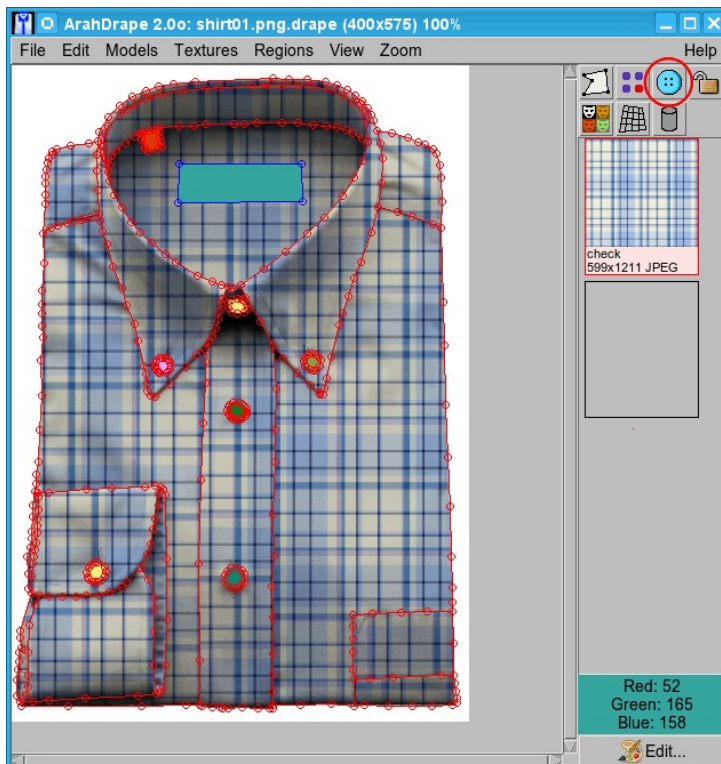 ArahDrape 2.0o: shirt01.png.drape (400x575) 100%
File Edit Models Textures Regions View Zoom Help
check
599x1211 JPEG
Red: 52
Green: 165
Blue: 158
Edit...